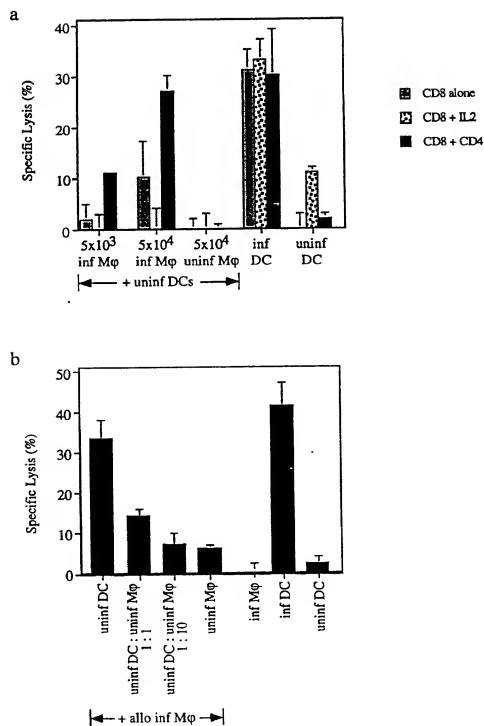 a
Specific Lysis (%)
40
30
20
10
0
5x10³ inf Mφ
5x10⁴ inf Mφ
5x10⁴ uninf Mφ
inf DC
uninf DC
+ uninf DCs
CD8 alone
CD8 + IL2
CD8 + CD4
b
Specific Lysis (%)
50
40
30
20
10
0
uninf DC
uninf DC : uninf Mφ
1 : 1
uninf DC : uninf Mφ
1 : 10
uninf Mφ
inf Mφ
inf DC
uninf DC
+ allo inf Mφ